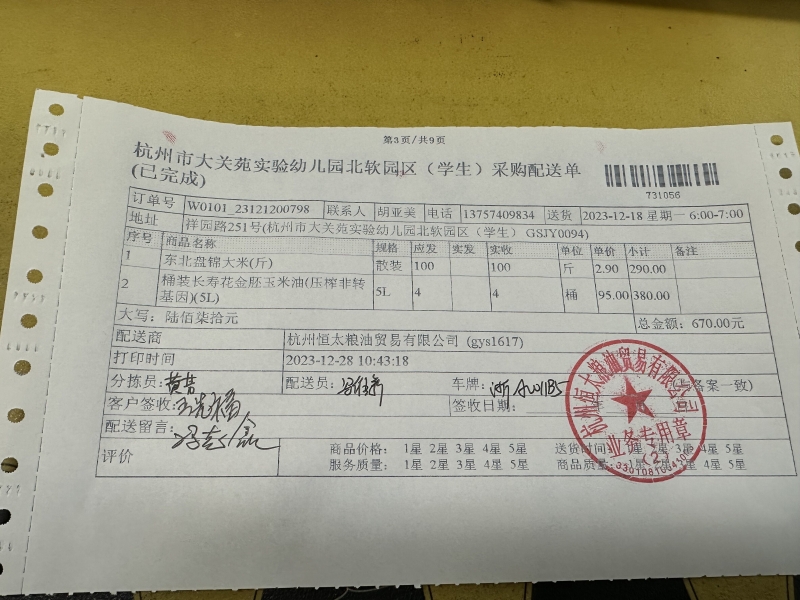 第3页/共9页
杭州市大关苑实验幼儿园北软园区（学生）采购配送单
(已完成)
731056
订单号 W0101_23121200798 联系人 胡亚美 电话 13757409834 送货 2023-12-18 星期一 6:00-7:00
地址 祥园路251号(杭州市大关苑实验幼儿园北软园区（学生） GSJY0094)
序号 商品名称 规格 应发 实发 实收 单位 单价 小计 备注
1 东北盘锦大米(斤) 散装 100 100 斤 2.90 290.00
2 桶装长寿花金胚玉米油(压榨非转基因)(5L) 5L 4 4 桶 95.00 380.00
大写：陆佰柒拾元 总金额：670.00元
配送商 杭州恒太粮油贸易有限公司 (gys1617)
打印时间 2023-12-28 10:43:18
分拣员： 配送员： 车牌： (与备案一致)
客户签收： 签收日期：
配送留言：
评价 商品价格： 1星 2星 3星 4星 5星 送货时间： 1星 2星 3星 4星 5星
服务质量： 1星 2星 3星 4星 5星 商品质量： 1星 2星 3星 4星 5星
杭州恒太粮油贸易有限公司
业务专用章
(2)